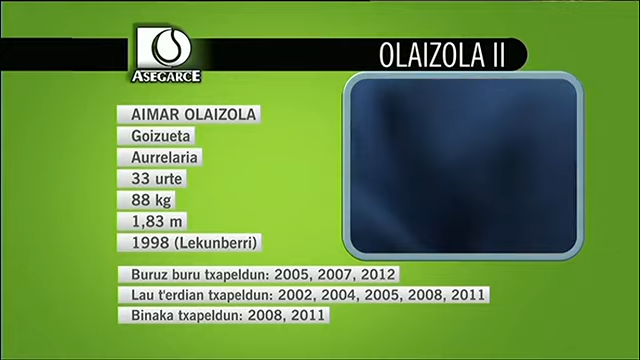 OLAIZOLA II
ASEGARCE
AIMAR OLAIZOLA
Goizueta
Aurrelaria
33 urte
88 kg
1,83 m
1998 (Lekunberri)
Buruz buru txapeldun: 2005, 2007, 2012
Lau t'erdian txapeldun: 2002, 2004, 2005, 2008, 2011
Binaka txapeldun: 2008, 2011